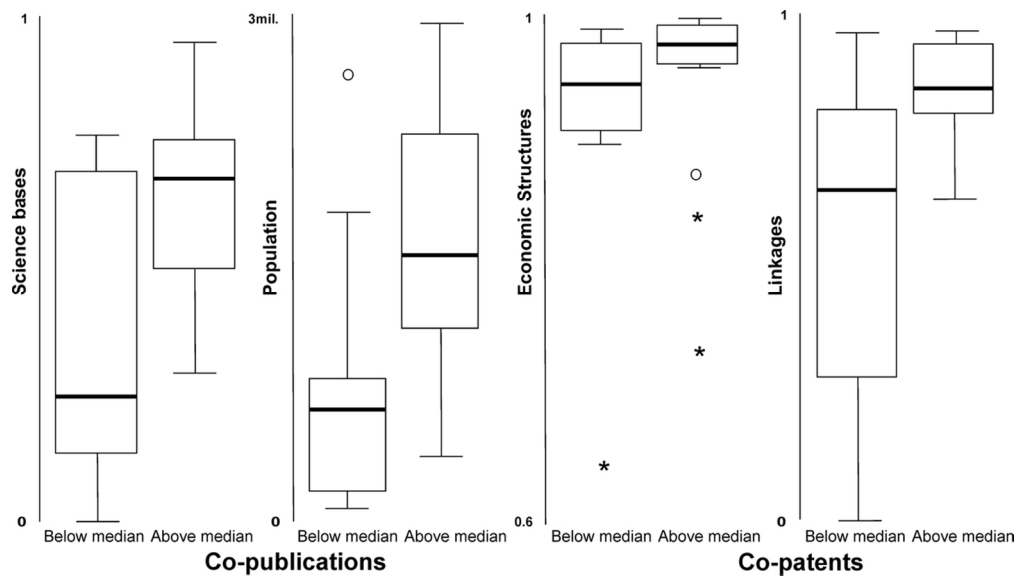 1
Science bases
0
Below median Above median
3mil.
Population
0
Below median Above median
Co-publications
1
Economic Structures
0.6
Below median Above median
1
Linkages
0
Below median Above median
Co-patents